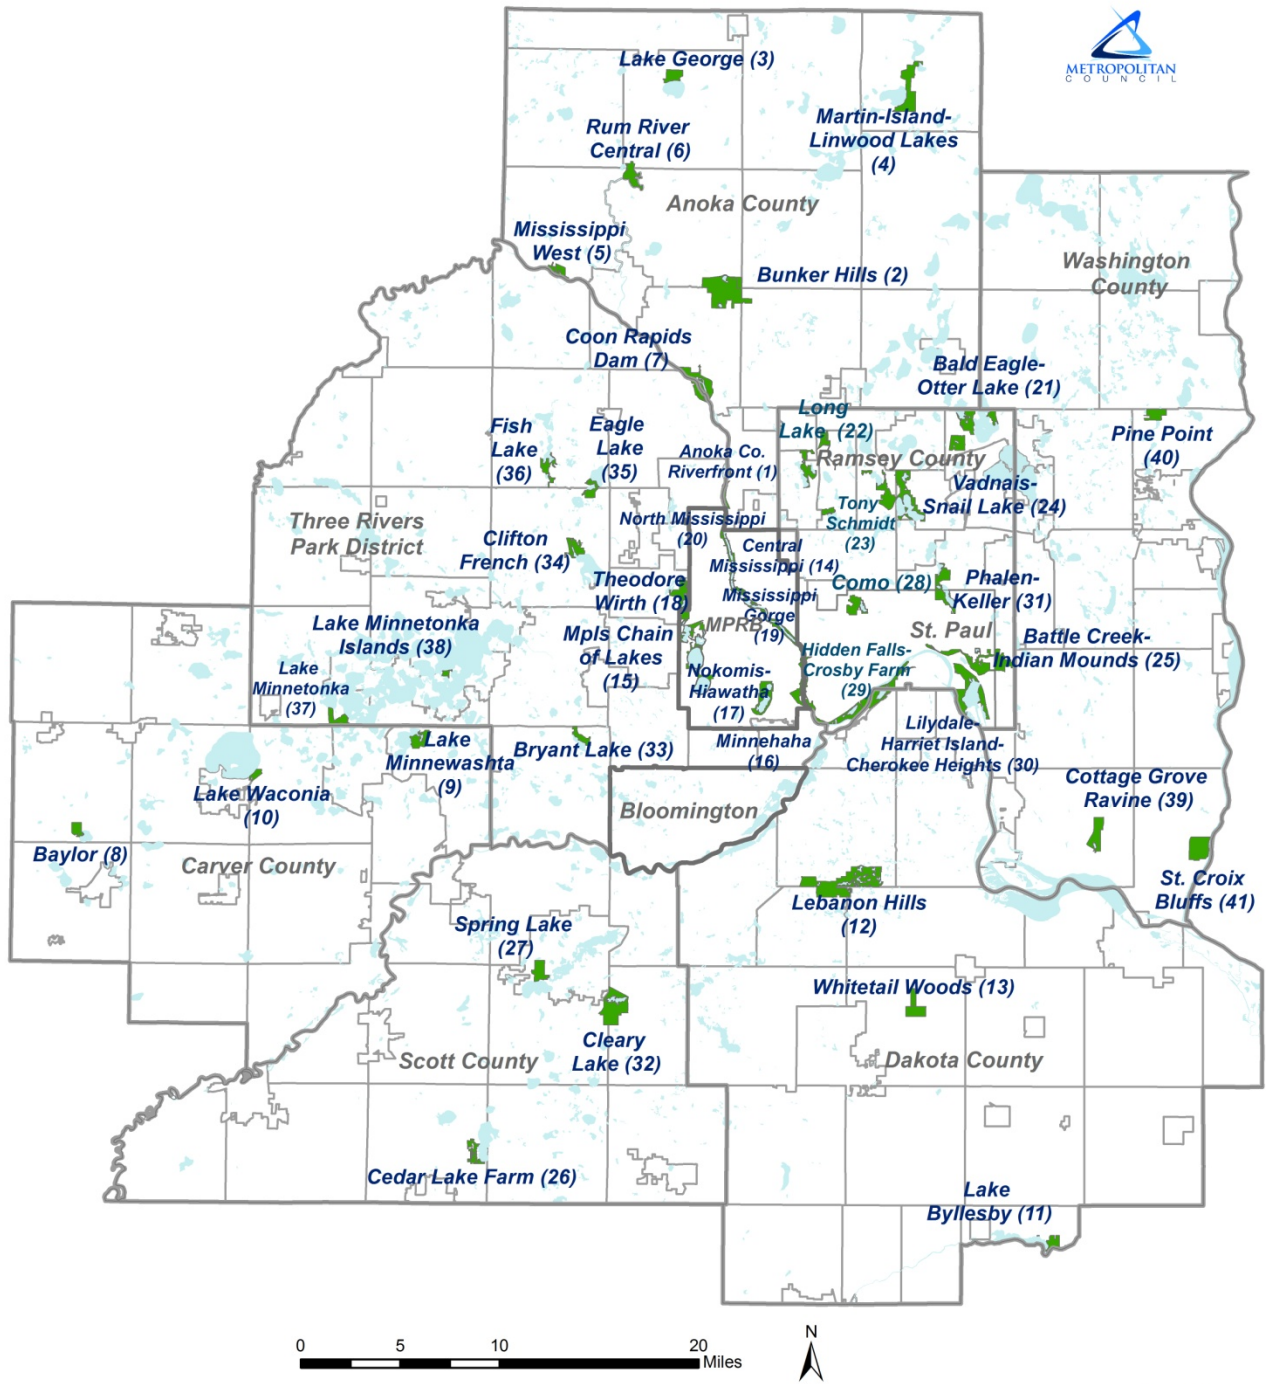 METROPOLITAN
COUNCIL
Lake George (3)
Martin-Island-
Linwood Lakes
(4)
Rum River
Central (6)
Anoka County
Mississippi
West (5)
Bunker Hills (2)
Washington
County
Coon Rapids
Dam (7)
Bald Eagle-
Otter Lake (21)
Long
Lake (22)
Fish
Lake
(36)
Eagle
Lake
(35)
Anoka Co.
Riverfront (1)
Ramsey County
Pine Point
(40)
Vadnais-
Snail Lake (24)
Tony
Schmidt
(23)
Three Rivers
Park District
North Mississippi
(20)
Clifton
French (34)
Central
Mississippi (14)
Theodore
Wirth (18)
Como (28)
Phalen-
Keller (31)
Mississippi
Gorge
(19)
MPRB
St. Paul
Lake Minnetonka
Islands (38)
Mpls Chain
of Lakes
(15)
Battle Creek-
Indian Mounds (25)
Hidden Falls-
Crosby Farm
(29)
Lake
Minnetonka
(37)
Nokomis-
Hiawatha
(17)
Lake
Minnewashta
(9)
Bryant Lake (33)
Minnehaha
(16)
Lilydale-
Harriet Island-
Cherokee Heights (30)
Lake Waconia
(10)
Bloomington
Cottage Grove
Ravine (39)
Baylor (8)
Carver County
St. Croix
Bluffs (41)
Lebanon Hills
(12)
Spring Lake
(27)
Whitetail Woods (13)
Cleary
Lake (32)
Scott County
Dakota County
Cedar Lake Farm (26)
Lake
Byllesby (11)
0 5 10 20
Miles
N